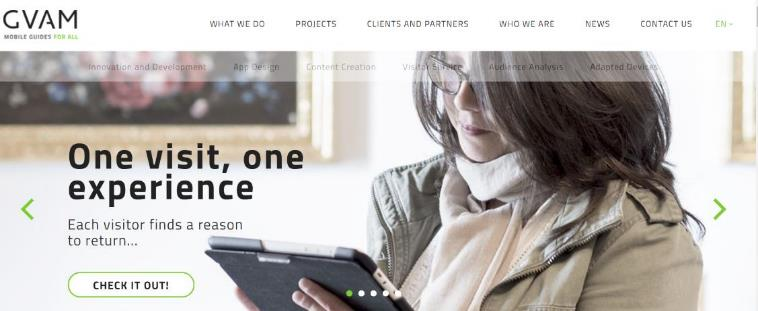 GVAM
MOBILE GUIDES FOR ALL
WHAT WE DO PROJECTS CLIENTS AND PARTNERS WHO WE ARE NEWS CONTACT US EN
Innovation and Development App Design Content Creation Visitor Service Audience Analysis Adapted Devices
One visit, one
experience
Each visitor finds a reason
to return...
CHECK IT OUT!